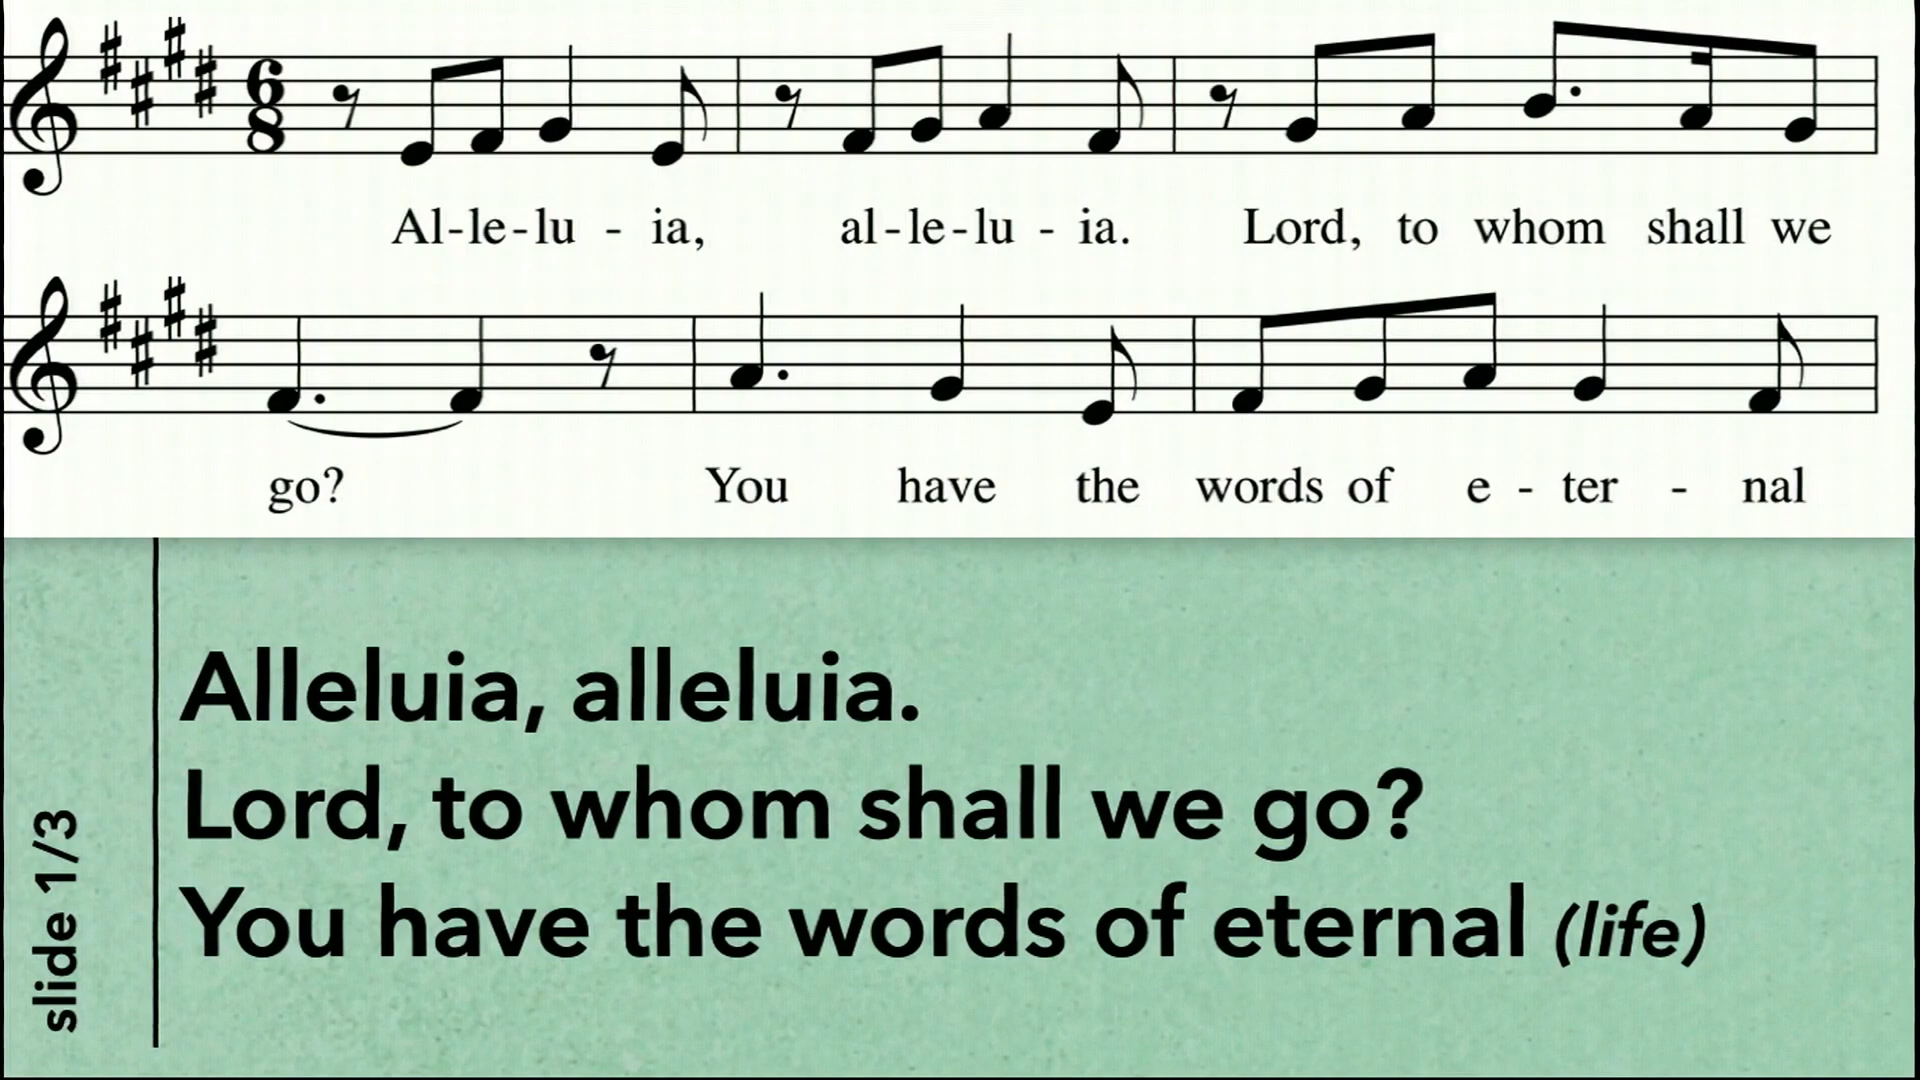 6
8
Al-le-lu - ia, al-le-lu - ia. Lord, to whom shall we
go? You have the words of e - ter - nal
slide 1/3
Alleluia, alleluia.
Lord, to whom shall we go?
You have the words of eternal (life)